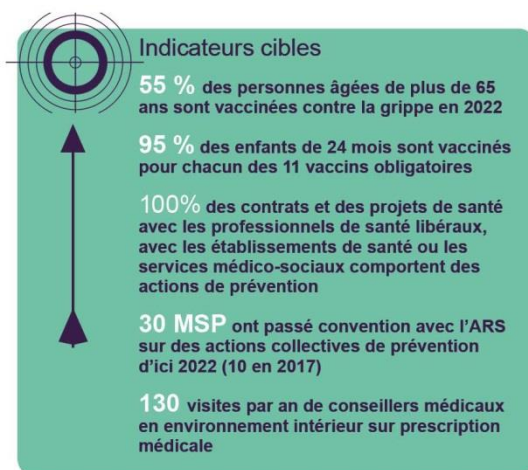 Indicateurs cibles
55 % des personnes âgées de plus de 65
ans sont vaccinées contre la grippe en 2022
95 % des enfants de 24 mois sont vaccinés
pour chacun des 11 vaccins obligatoires
100% des contrats et des projets de santé
avec les professionnels de santé libéraux,
avec les établissements de santé ou les
services médico-sociaux comportent des
actions de prévention
30 MSP ont passé convention avec l'ARS
sur des actions collectives de prévention
d'ici 2022 (10 en 2017)
130 visites par an de conseillers médicaux
en environnement intérieur sur prescription
médicale